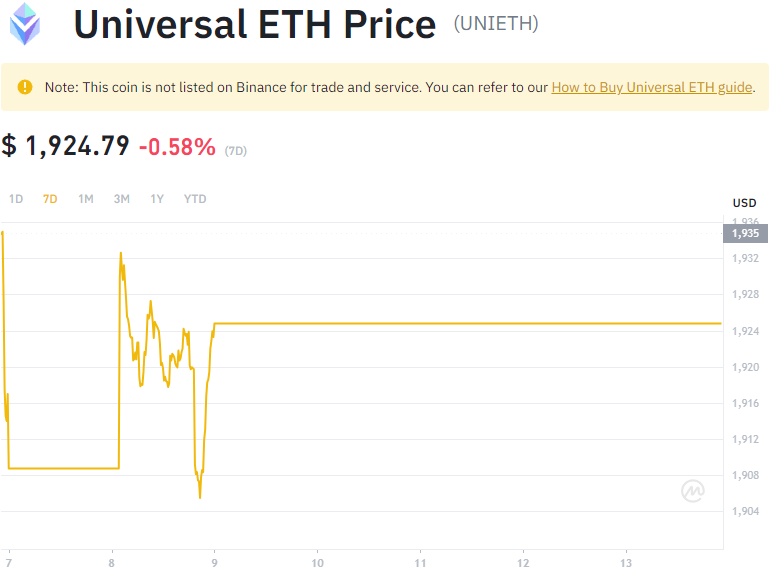 Universal ETH Price (UNIETH)
Note: This coin is not listed on Binance for trade and service. You can refer to our How to Buy Universal ETH guide.
$ 1,924.79 -0.58% (7D)
1D 7D 1M 3M 1Y YTD
USD
1,936
1,935
1,932
1,928
1,924
1,920
1,916
1,912
1,908
1,904
7 8 9 10 11 12 13